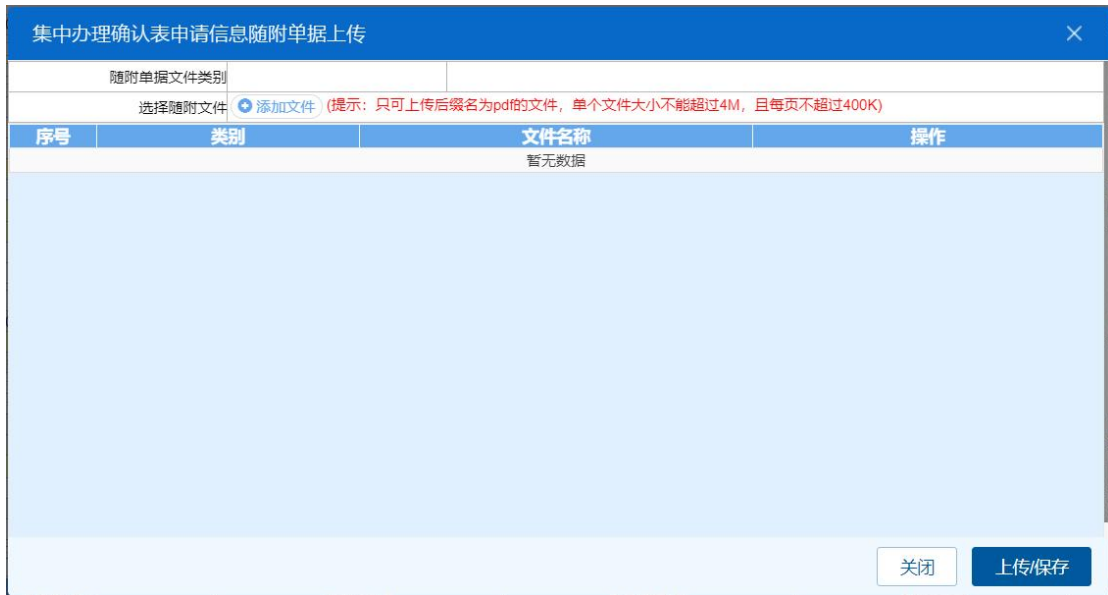 集中办理确认表申请信息随附单据上传
随附单据文件类别
选择随附文件 添加文件 (提示：只可上传后缀名为pdf的文件，单个文件大小不能超过4M，且每页不超过400K)
序号 类别 文件名称 操作
暂无数据
关闭 上传/保存